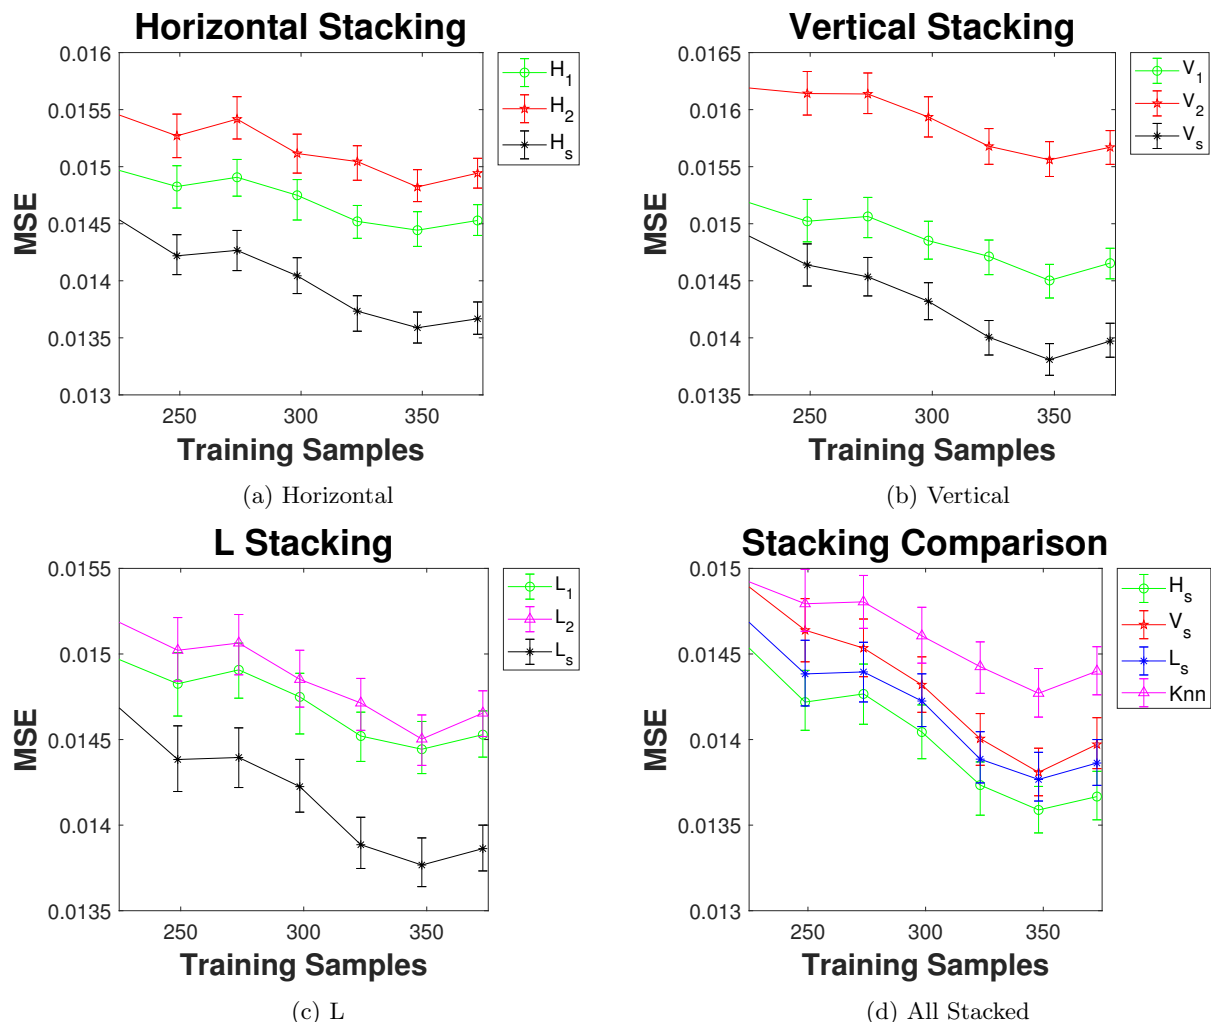 Horizontal Stacking
0.016
0.0155
0.015
0.0145
0.014
0.0135
0.013
MSE
250 300 350
Training Samples
H1
H2
Hs
(a) Horizontal
Vertical Stacking
0.0165
0.016
0.0155
0.015
0.0145
0.014
0.0135
MSE
250 300 350
Training Samples
V1
V2
Vs
(b) Vertical
L Stacking
0.0155
0.015
0.0145
0.014
0.0135
MSE
250 300 350
Training Samples
L1
L2
Ls
(c) L
Stacking Comparison
0.015
0.0145
0.014
0.0135
0.013
MSE
250 300 350
Training Samples
Hs
Vs
Ls
Knn
(d) All Stacked